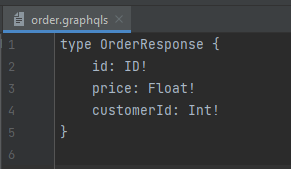 order.graphqls
1 type OrderResponse {
2 id: ID!
3 price: Float!
4 customerId: Int!
5 }
6